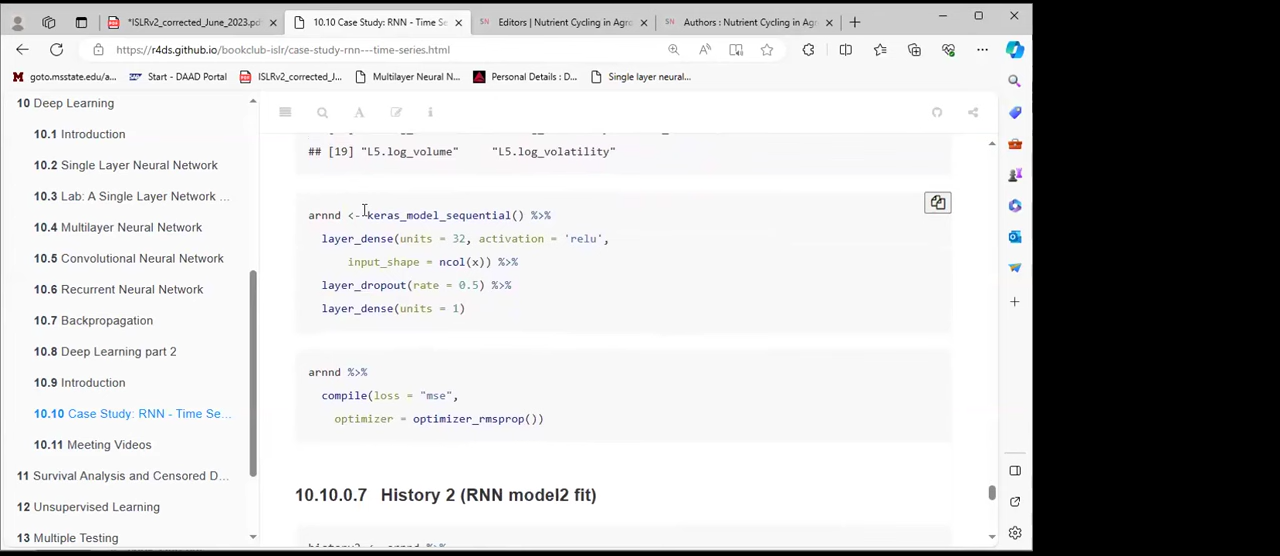 *ISLRv2_corrected_June_2023.pd
10.10 Case Study: RNN - Time Se
SN Editors | Nutrient Cycling in Agro
SN Authors : Nutrient Cycling in Agr
https://r4ds.github.io/bookclub-islr/case-study-rnn---time-series.html
goto.msstate.edu/a...
Start - DAAD Portal
ISLRv2_corrected_J...
Multilayer Neural N...
Personal Details : D...
Single layer neural...
10 Deep Learning
10.1 Introduction
10.2 Single Layer Neural Network
10.3 Lab: A Single Layer Network ...
10.4 Multilayer Neural Network
10.5 Convolutional Neural Network
10.6 Recurrent Neural Network
10.7 Backpropagation
10.8 Deep Learning part 2
10.9 Introduction
10.10 Case Study: RNN - Time Se...
10.11 Meeting Videos
11 Survival Analysis and Censored D...
12 Unsupervised Learning
13 Multiple Testing
## [19] "L5.log_volume" "L5.log_volatility"
arnnd <- keras_model_sequential() %>%
layer_dense(units = 32, activation = 'relu',
input_shape = ncol(x)) %>%
layer_dropout(rate = 0.5) %>%
layer_dense(units = 1)
arnnd %>%
compile(loss = "mse",
optimizer = optimizer_rmsprop())
10.10.0.7 History 2 (RNN model2 fit)